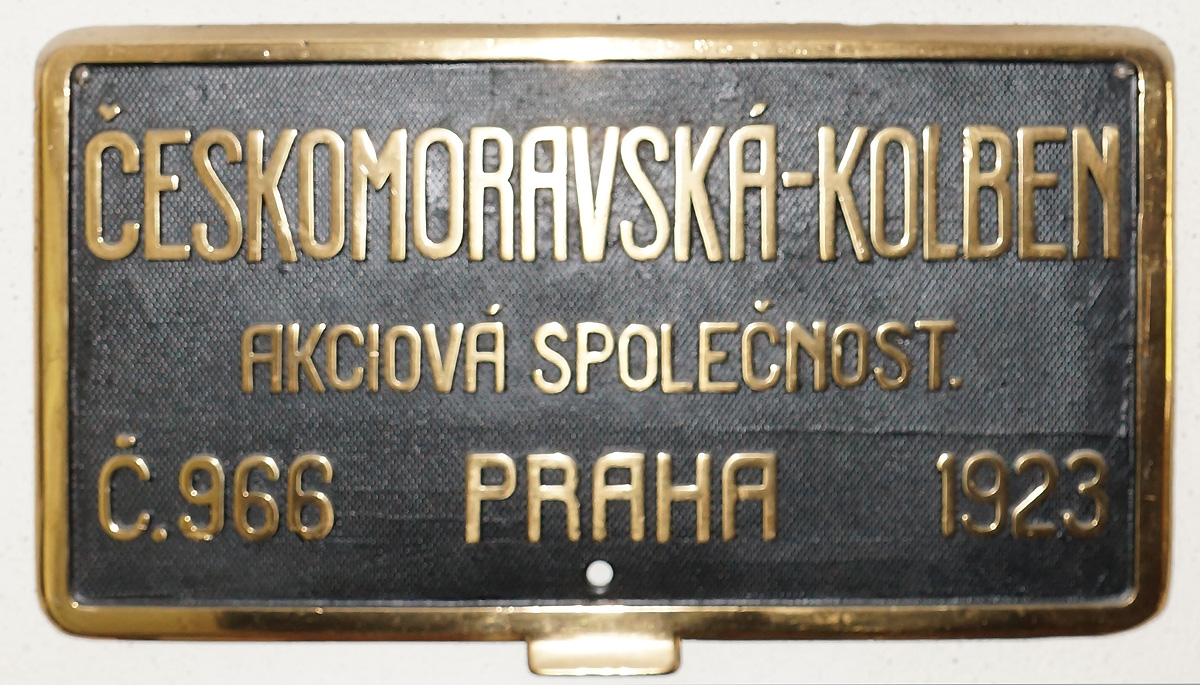 ČESKOMORAVSKÁ-KOLBEN
AKCIOVÁ SPOLEČNOST.
Č.966 PRAHA 1923